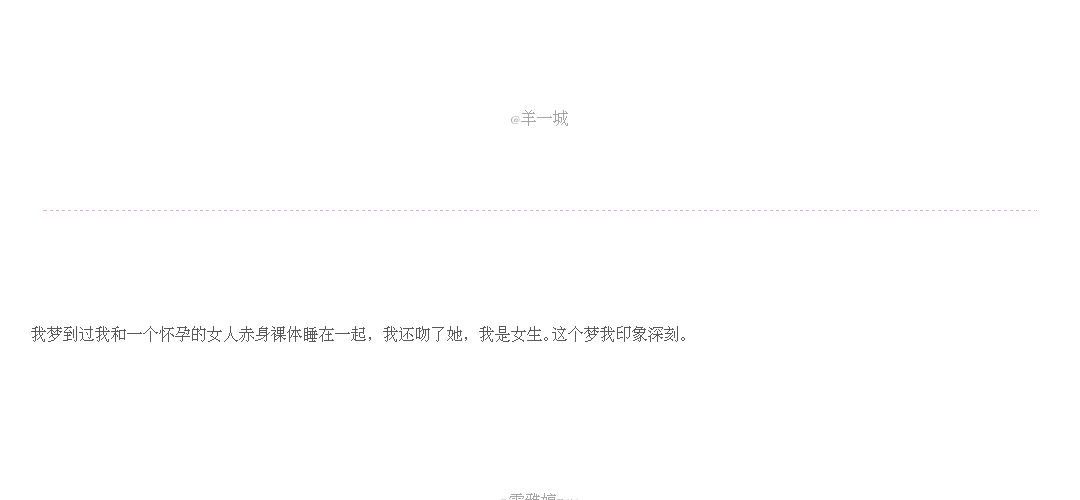 @羊一城
我梦到过我和一个怀孕的女人赤身裸体睡在一起，我还吻了她，我是女生。这个梦我印象深刻。